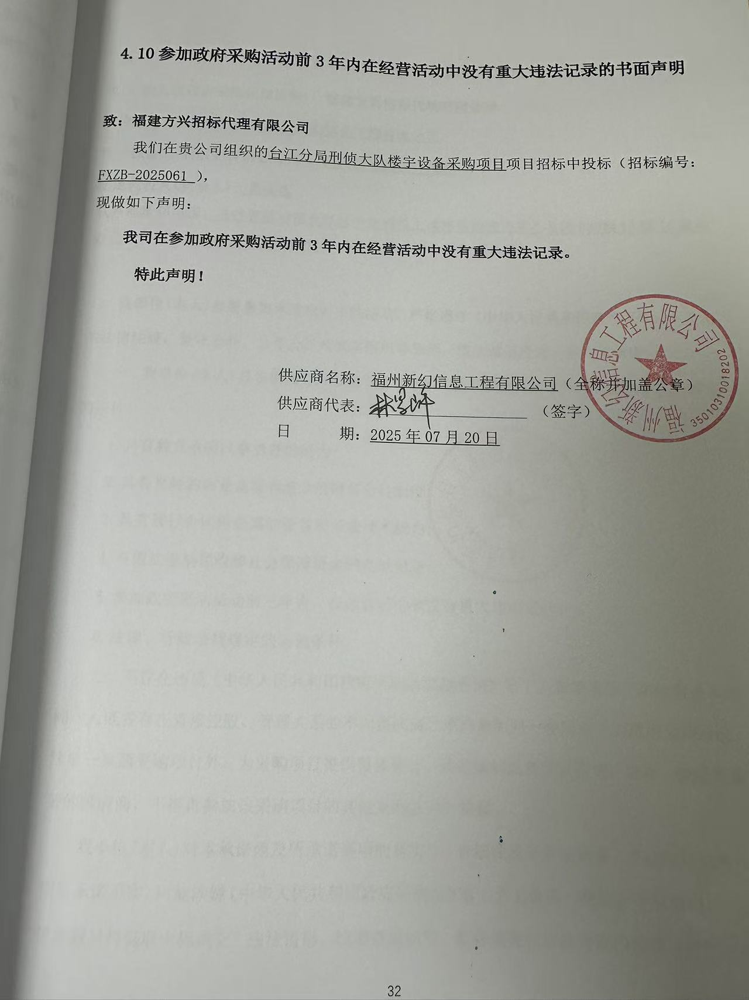 4.10 参加政府采购活动前 3 年内在经营活动中没有重大违法记录的书面声明
致：福建方兴招标代理有限公司
我们在贵公司组织的台江分局刑侦大队楼宇设备采购项目项目招标中投标（招标编号：
FXZB-2025061 ），
现做如下声明：
我司在参加政府采购活动前 3 年内在经营活动中没有重大违法记录。
特此声明！
供应商名称：福州新幻信息工程有限公司（全称并加盖公章）
供应商代表： （签字）
日 期：2025 年 07 月 20 日
福州新幻信息工程有限公司
35010310018202
32